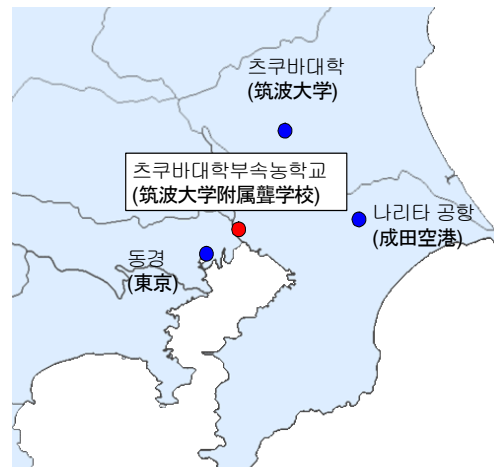 츠쿠바대학
(筑波大学)
츠쿠바대학부속농학교
(筑波大学附属聾学校)
나리타 공항
(成田空港)
동경
(東京)